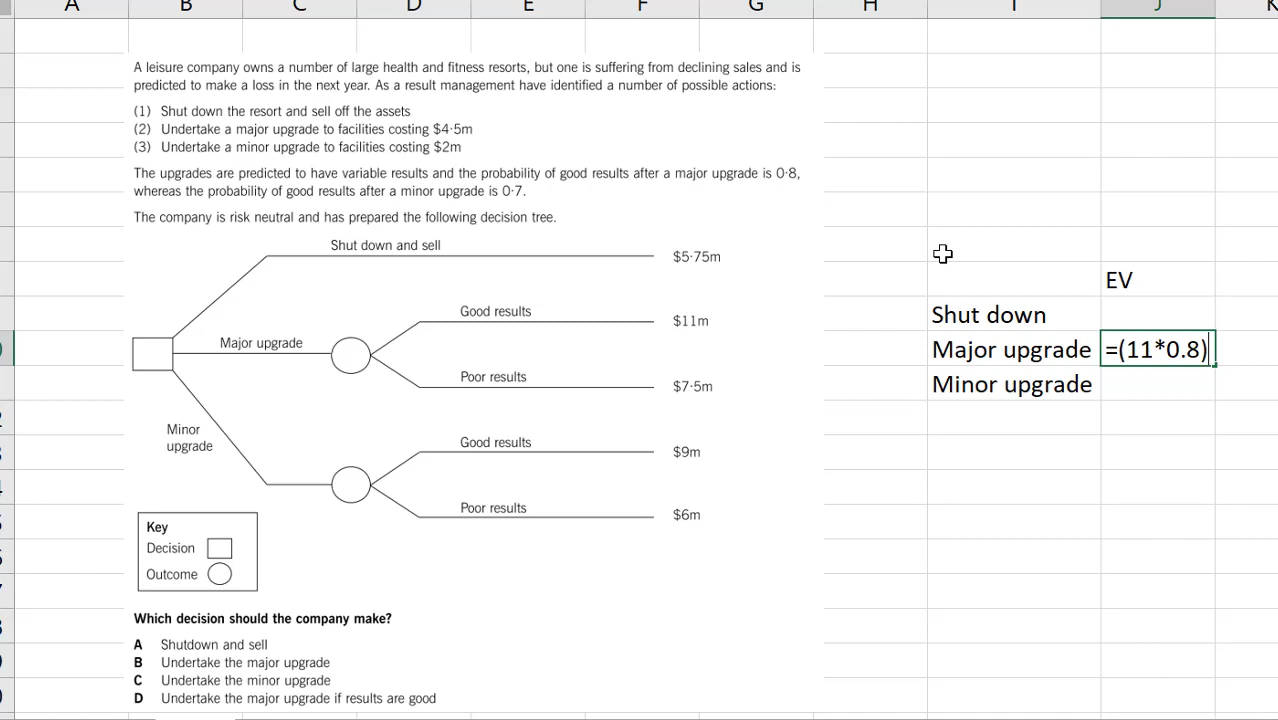 A B C D E F G H I J K
A leisure company owns a number of large health and fitness resorts, but one is suffering from declining sales and is
predicted to make a loss in the next year. As a result management have identified a number of possible actions:
(1) Shut down the resort and sell off the assets
(2) Undertake a major upgrade to facilities costing $4·5m
(3) Undertake a minor upgrade to facilities costing $2m
The upgrades are predicted to have variable results and the probability of good results after a major upgrade is 0·8,
whereas the probability of good results after a minor upgrade is 0·7.
The company is risk neutral and has prepared the following decision tree.
Shut down and sell
$5·75m
Good results
$11m
Major upgrade
Poor results
$7·5m
Minor
upgrade
Good results
$9m
Poor results
$6m
Key
Decision
Outcome
Which decision should the company make?
A Shutdown and sell
B Undertake the major upgrade
C Undertake the minor upgrade
D Undertake the major upgrade if results are good
EV
Shut down
Major upgrade =(11*0.8)
Minor upgrade